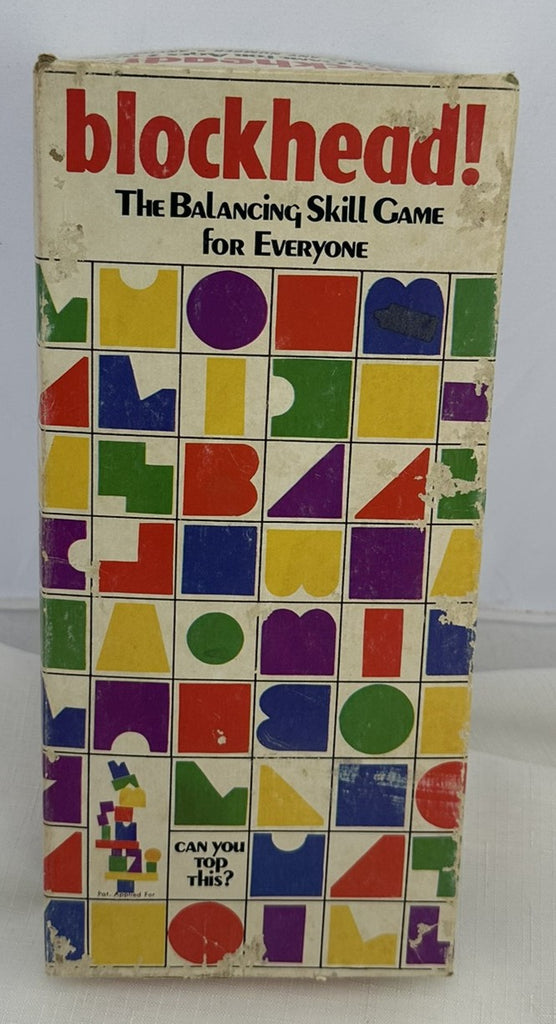 blockhead!
The Balancing Skill Game
for Everyone
Pat. Applied For
can you
top
this?